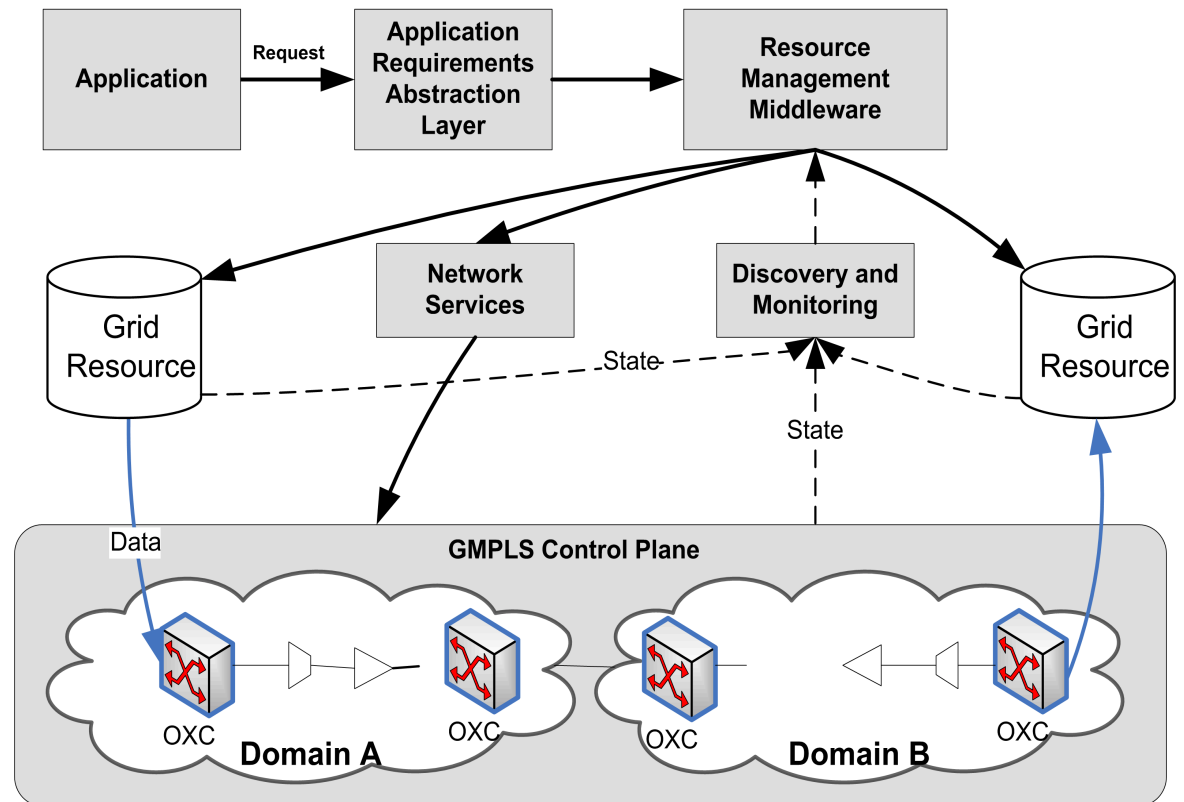 Application
Request
Application
Requirements
Abstraction
Layer
Resource
Management
Middleware
Grid
Resource
Network
Services
Discovery and
Monitoring
Grid
Resource
State
State
Data
GMPLS Control Plane
OXC
OXC
OXC
OXC
Domain A
Domain B